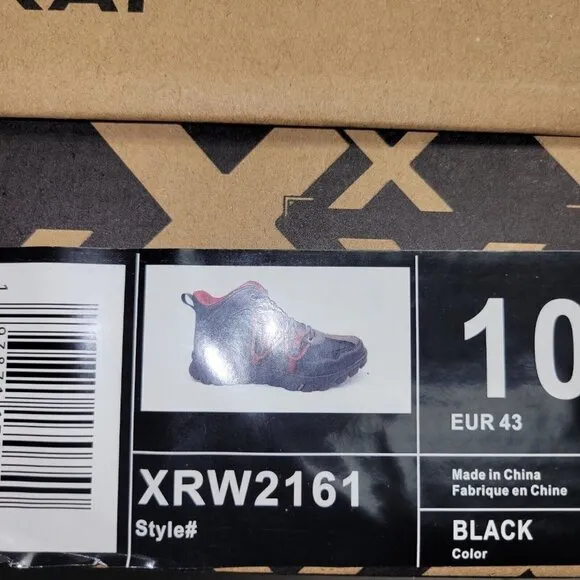 10
EUR 43
XRW2161
Style#
Made in China
Fabrique en Chine
BLACK
Color